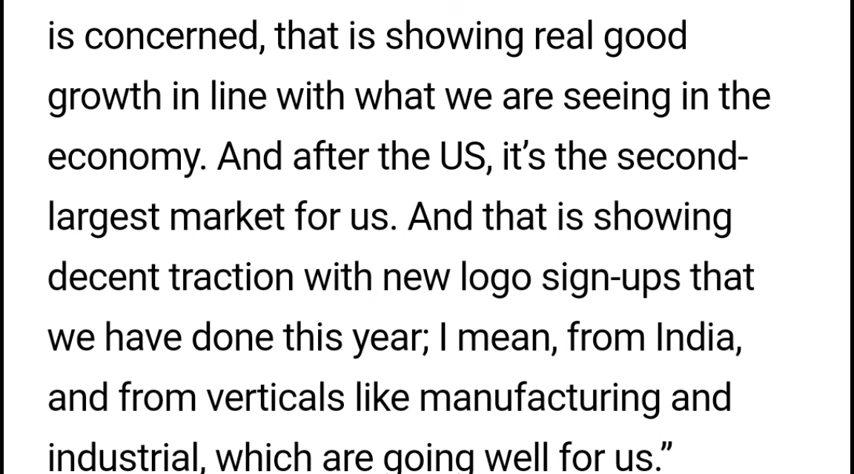 is concerned, that is showing real good
growth in line with what we are seeing in the
economy. And after the US, it’s the second-
largest market for us. And that is showing
decent traction with new logo sign-ups that
we have done this year; I mean, from India,
and from verticals like manufacturing and
industrial, which are going well for us.”